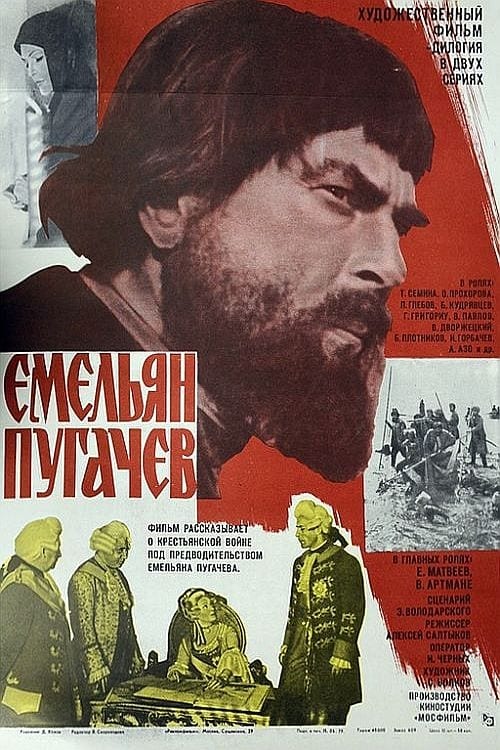 ХУДОЖЕСТВЕННЫЙ
ФИЛЬМ
ДИЛОГИЯ
В ДВУХ
СЕРИЯХ
В РОЛЯХ:
Т. СЕМИНА, О. ПРОХОРОВА,
П. ГЛЕБОВ, Б. КУДРЯВЦЕВ,
Г. ГРИГОРИУ, В. ПАВЛОВ,
В. ДВОРЖЕЦКИЙ,
Б. ПЛОТНИКОВ, И. ГОРБАЧЕВ,
А. АЗО и др.
ЕМЕЛЬЯН
ПУГАЧЕВ
ФИЛЬМ РАССКАЗЫВАЕТ
О КРЕСТЬЯНСКОЙ ВОЙНЕ
ПОД ПРЕДВОДИТЕЛЬСТВОМ
ЕМЕЛЬЯНА ПУГАЧЕВА.
В ГЛАВНЫХ РОЛЯХ:
Е. МАТВЕЕВ,
В. АРТМАНЕ
СЦЕНАРИЙ
Э. ВОЛОДАРСКОГО
РЕЖИССЕР
АЛЕКСЕЙ САЛТЫКОВ
ОПЕРАТОР
И. ЧЕРНЫХ
ХУДОЖНИК
С. ВОЛКОВ
ПРОИЗВОДСТВО
КИНОСТУДИИ
"МОСФИЛЬМ"